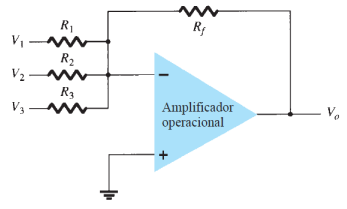 R1
Rf
V1
R2
V2
R3
V3
−
Amplificador
operacional
Vo
+